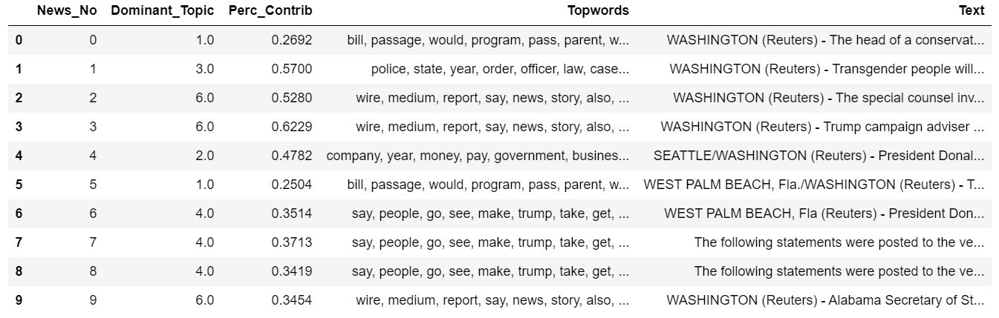 News_No Dominant_Topic Perc_Contrib Topwords Text
0 0 1.0 0.2692 bill, passage, would, program, pass, parent, w... WASHINGTON (Reuters) - The head of a conservat...
1 1 3.0 0.5700 police, state, year, order, officer, law, case... WASHINGTON (Reuters) - Transgender people will...
2 2 6.0 0.5280 wire, medium, report, say, news, story, also, ... WASHINGTON (Reuters) - The special counsel inv...
3 3 6.0 0.6229 wire, medium, report, say, news, story, also, ... WASHINGTON (Reuters) - Trump campaign adviser ...
4 4 2.0 0.4782 company, year, money, pay, government, busines... SEATTLE/WASHINGTON (Reuters) - President Donal...
5 5 1.0 0.2504 bill, passage, would, program, pass, parent, w... WEST PALM BEACH, Fla./WASHINGTON (Reuters) - T...
6 6 4.0 0.3514 say, people, go, see, make, trump, take, get, ... WEST PALM BEACH, Fla (Reuters) - President Don...
7 7 4.0 0.3713 say, people, go, see, make, trump, take, get, ... The following statements were posted to the ve...
8 8 4.0 0.3419 say, people, go, see, make, trump, take, get, ... The following statements were posted to the ve...
9 9 6.0 0.3454 wire, medium, report, say, news, story, also, ... WASHINGTON (Reuters) - Alabama Secretary of St...